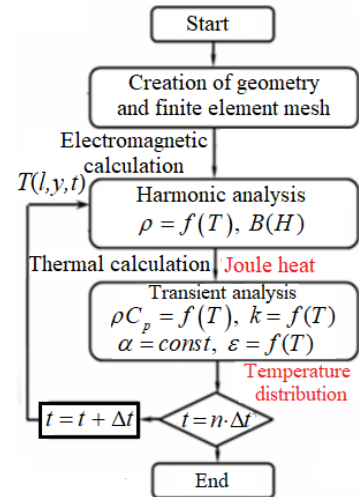 Start
Creation of geometry
and finite element mesh
Electromagnetic
calculation
T(l,y,t)
Harmonic analysis
ρ = f(T), B(H)
Thermal calculation Joule heat
Transient analysis
ρC_p = f(T), k = f(T)
α = const, ε = f(T)
Temperature
distribution
t = t + Δt
t = n·Δt
End